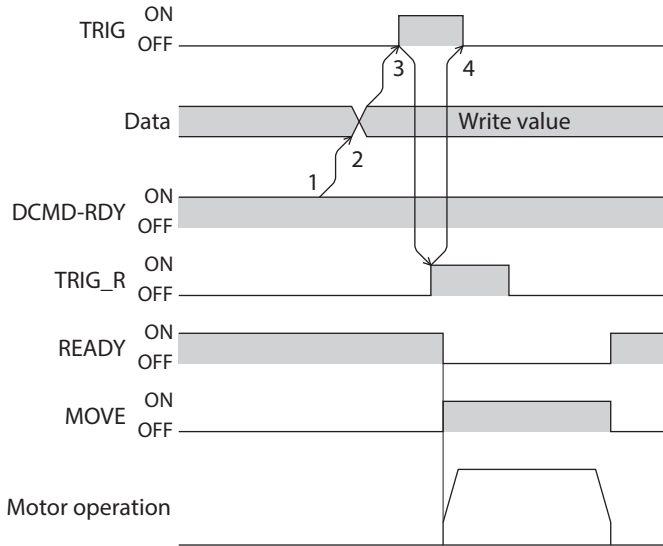 ON
TRIG
OFF
3
4
Data
Write value
2
1
ON
DCMD-RDY
OFF
ON
TRIG_R
OFF
ON
READY
OFF
ON
MOVE
OFF
Motor operation